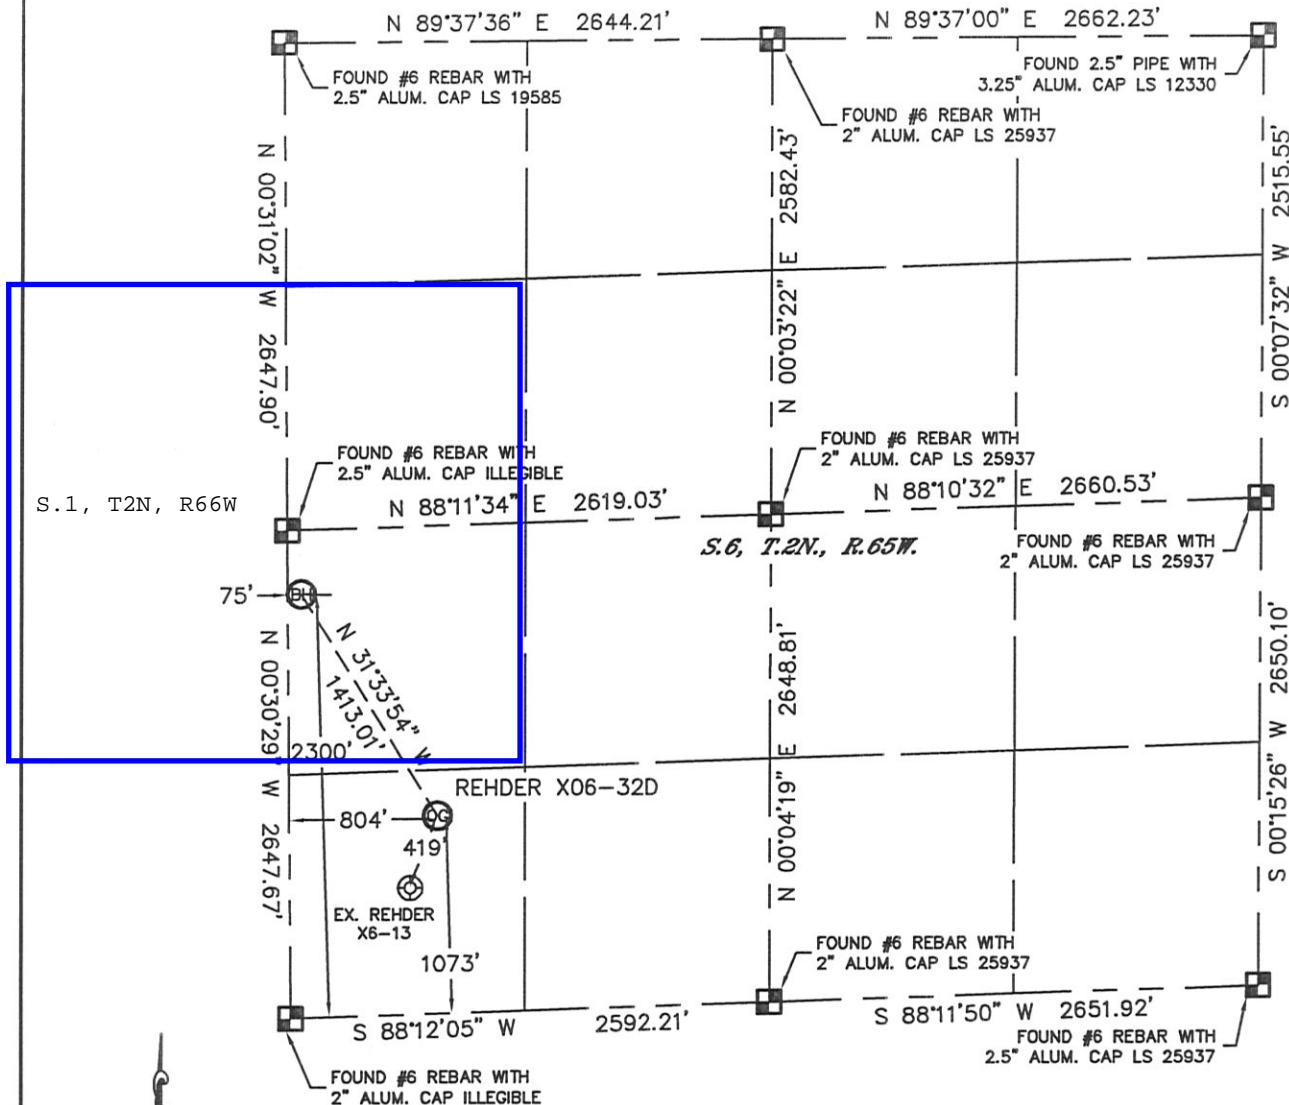 N 89°37'36" E 2644.21'
N 89°37'00" E 2662.23'
FOUND #6 REBAR WITH
2.5" ALUM. CAP LS 19585
FOUND 2.5" PIPE WITH
3.25" ALUM. CAP LS 12330
FOUND #6 REBAR WITH
2" ALUM. CAP LS 25937
N 00°31'02" W 2647.90'
N 00°03'22" E 2582.43'
S 00°07'32" W 2515.55'
FOUND #6 REBAR WITH
2.5" ALUM. CAP ILLEGIBLE
FOUND #6 REBAR WITH
2" ALUM. CAP LS 25937
S.1, T2N, R66W
N 88°11'34" E 2619.03'
N 88°10'32" E 2660.53'
S.6, T.2N., R.65W.
FOUND #6 REBAR WITH
2" ALUM. CAP LS 25937
75'
BH
N 31°33'54" W
1413.01'
N 00°30'29" W 2647.67'
N 00°04'19" E 2648.81'
S 00°15'26" W 2650.10'
2300'
REHDER X06-32D
804'
OG
419'
EX. REHDER
X6-13
1073'
FOUND #6 REBAR WITH
2" ALUM. CAP LS 25937
S 88°12'05" W 2592.21'
S 88°11'50" W 2651.92'
FOUND #6 REBAR WITH
2.5" ALUM. CAP LS 25937
FOUND #6 REBAR WITH
2" ALUM. CAP ILLEGIBLE